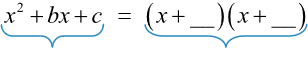 x² + bx + c = (x + __)(x + __)